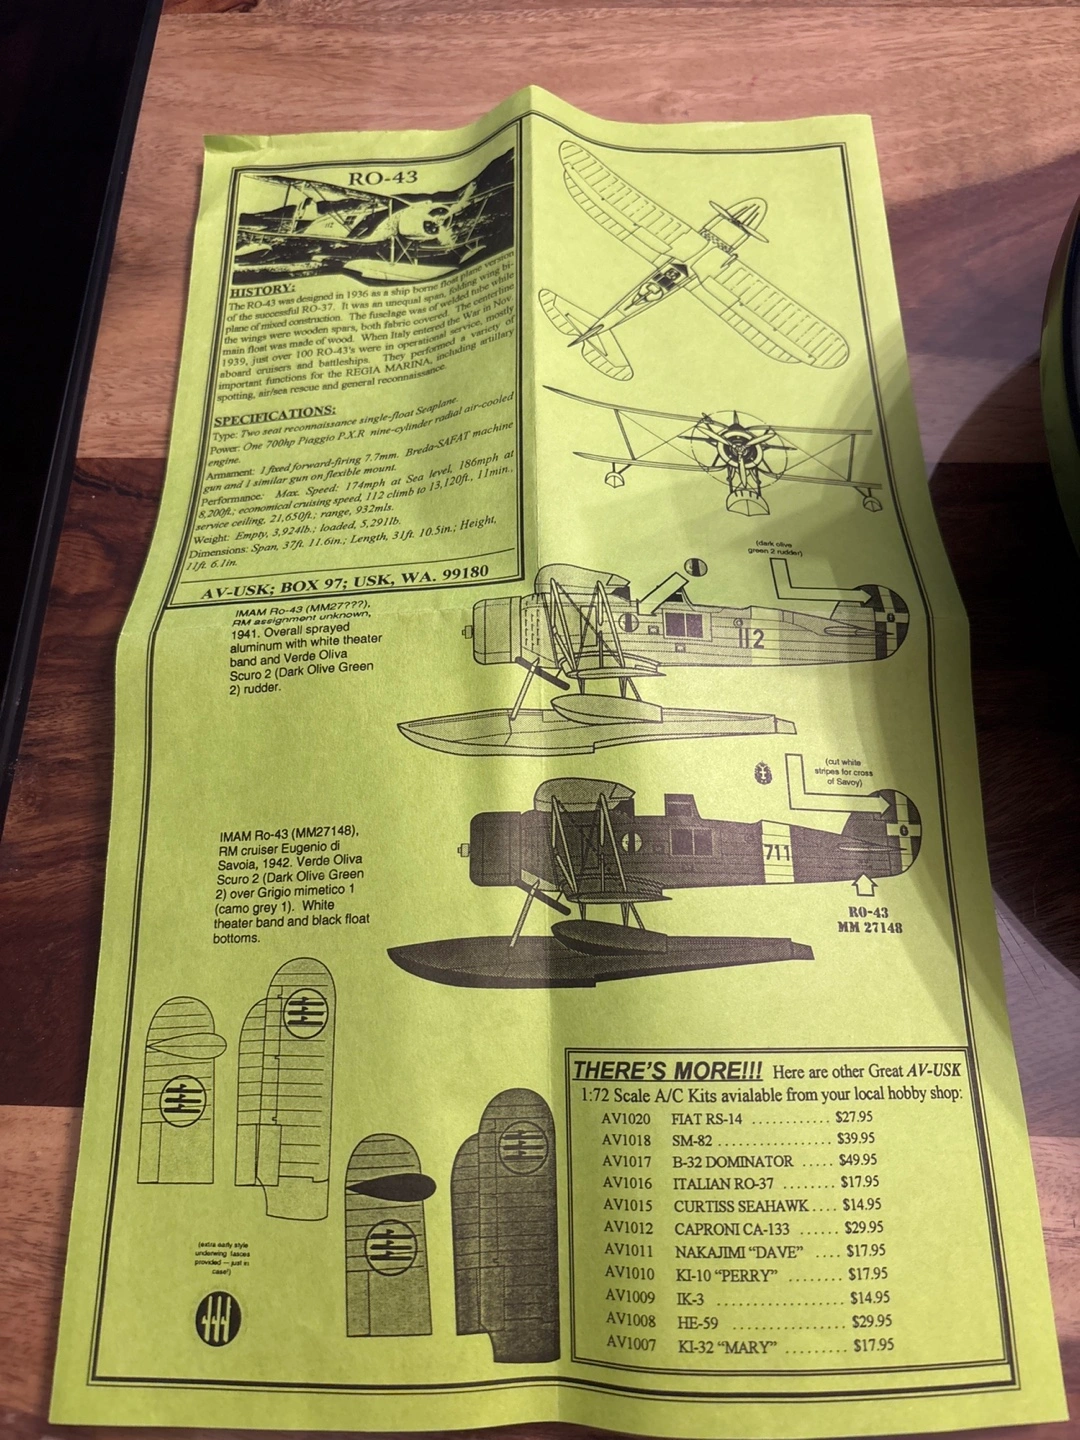 RO-43
HISTORY:
The RO-43 was designed in 1936 as a ship borne float plane version
of the successful RO-37. It was an unequal span, folding wing bi-
plane of mixed construction. The fuselage was of welded tube while
the wings were wooden spars, both fabric covered. The centerline
main float was made of wood. When Italy entered the War in Nov.
1939, just over 100 RO-43's were in operational service, mostly
aboard cruisers and battleships. They performed a variety of
important functions for the REGIA MARINA, including artillary
spotting, air/sea rescue and general reconnaissance.
SPECIFICATIONS:
Type: Two seat reconnaissance single-float Seaplane.
Power: One 700hp Piaggio P.X.R nine-cylinder radial air-cooled
engine.
Armament: 1 fixed forward-firing 7.7mm. Breda-SAFAT machine
gun and 1 similar gun on flexible mount.
Performance: Max. Speed: 174mph at Sea level, 186mph at
8,200ft.; economical cruising speed, 112 climb to 13,120ft., 11min.,
service ceiling, 21,650ft.; range, 932mls.
Weight: Empty, 3,924lb.; loaded, 5,291lb.
Dimensions: Span, 37ft. 11.6in.; Length, 31ft. 10.5in.; Height,
11ft. 6.1in.
AV-USK; BOX 97; USK, WA. 99180
(dark olive
green 2 rudder)
IMAM Ro-43 (MM27???),
RM assignment unknown,
1941. Overall sprayed
aluminum with white theater
band and Verde Oliva
Scuro 2 (Dark Olive Green
2) rudder.
112
(cut white
stripes for cross
of Savoy)
IMAM Ro-43 (MM27148),
RM cruiser Eugenio di
Savoia, 1942. Verde Oliva
Scuro 2 (Dark Olive Green
2) over Grigio mimetico 1
(camo grey 1). White
theater band and black float
bottoms.
711
RO-43
MM 27148
(extra early style
underwing fasces
provided — just in
case!)
THERE'S MORE!!! Here are other Great AV-USK
1:72 Scale A/C Kits avialable from your local hobby shop:
AV1020 FIAT RS-14 ............ $27.95
AV1018 SM-82 ................. $39.95
AV1017 B-32 DOMINATOR ..... $49.95
AV1016 ITALIAN RO-37 ........ $17.95
AV1015 CURTISS SEAHAWK .... $14.95
AV1012 CAPRONI CA-133 ...... $29.95
AV1011 NAKAJIMI “DAVE” .... $17.95
AV1010 KI-10 “PERRY” ........ $17.95
AV1009 IK-3 ................... $14.95
AV1008 HE-59 ................. $29.95
AV1007 KI-32 “MARY” ......... $17.95